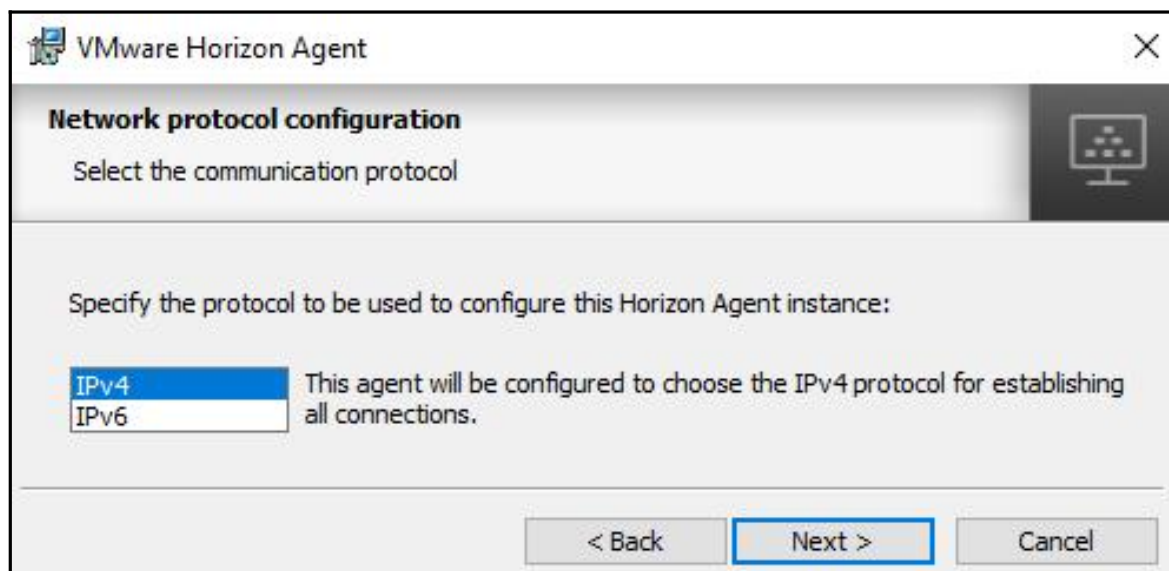 VMware Horizon Agent
Network protocol configuration
Select the communication protocol
Specify the protocol to be used to configure this Horizon Agent instance:
IPv4
IPv6
This agent will be configured to choose the IPv4 protocol for establishing
all connections.
< Back
Next >
Cancel